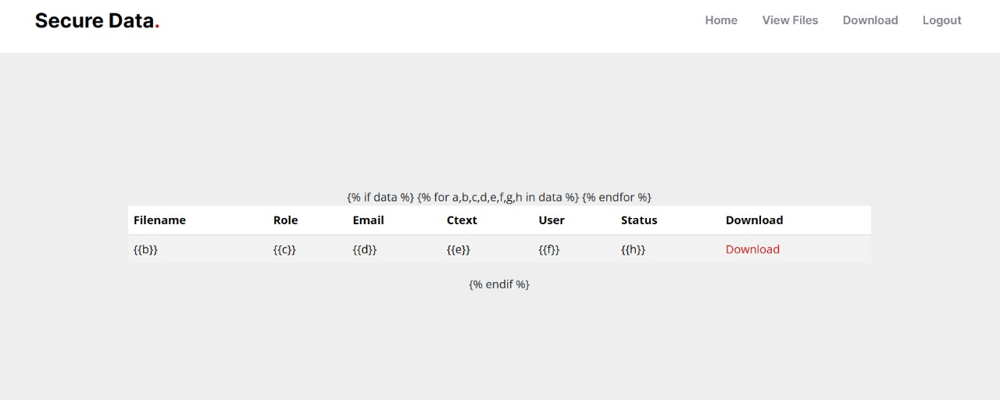 Secure Data.
Home View Files Download Logout
{% if data %} {% for a,b,c,d,e,f,g,h in data %} {% endfor %}
Filename Role Email Ctext User Status Download
{{b}} {{c}} {{d}} {{e}} {{f}} {{h}} Download
{% endif %}